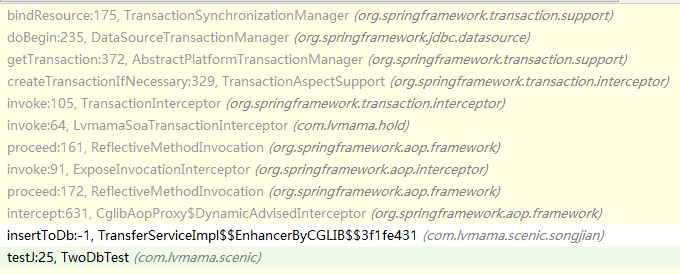 bindResource:175, TransactionSynchronizationManager (org.springframework.transaction.support)
doBegin:235, DataSourceTransactionManager (org.springframework.jdbc.datasource)
getTransaction:372, AbstractPlatformTransactionManager (org.springframework.transaction.support)
createTransactionIfNecessary:329, TransactionAspectSupport (org.springframework.transaction.interceptor)
invoke:105, TransactionInterceptor (org.springframework.transaction.interceptor)
invoke:64, LvmamaSoaTransactionInterceptor (com.lvmama.hold)
proceed:161, ReflectiveMethodInvocation (org.springframework.aop.framework)
invoke:91, ExposeInvocationInterceptor (org.springframework.aop.interceptor)
proceed:172, ReflectiveMethodInvocation (org.springframework.aop.framework)
intercept:631, CglibAopProxy$DynamicAdvisedInterceptor (org.springframework.aop.framework)
insertToDb:-1, TransferServiceImpl$$EnhancerByCGLIB$$3f1fe431 (com.lvmama.scenic.songjian)
testJ:25, TwoDbTest (com.lvmama.scenic)